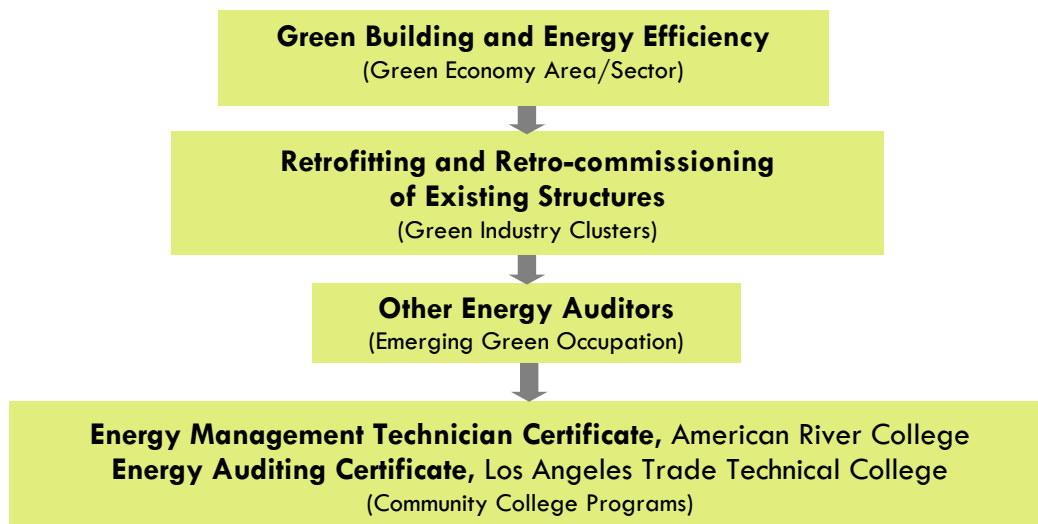 Green Building and Energy Efficiency
(Green Economy Area/Sector)
Retrofitting and Retro-commissioning
of Existing Structures
(Green Industry Clusters)
Other Energy Auditors
(Emerging Green Occupation)
Energy Management Technician Certificate, American River College
Energy Auditing Certificate, Los Angeles Trade Technical College
(Community College Programs)